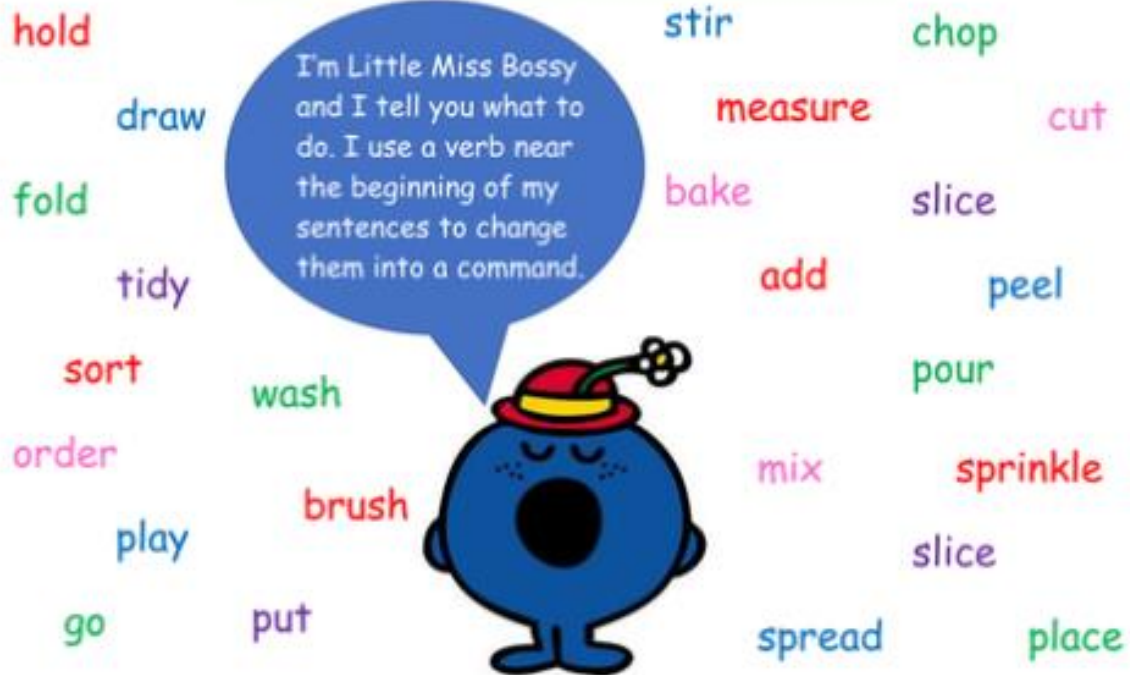 hold
draw
fold
tidy
sort
wash
order
brush
play
go
put
I'm Little Miss Bossy
and I tell you what to
do. I use a verb near
the beginning of my
sentences to change
them into a command.
stir
chop
measure
cut
bake
slice
add
peel
pour
mix
sprinkle
slice
spread
place